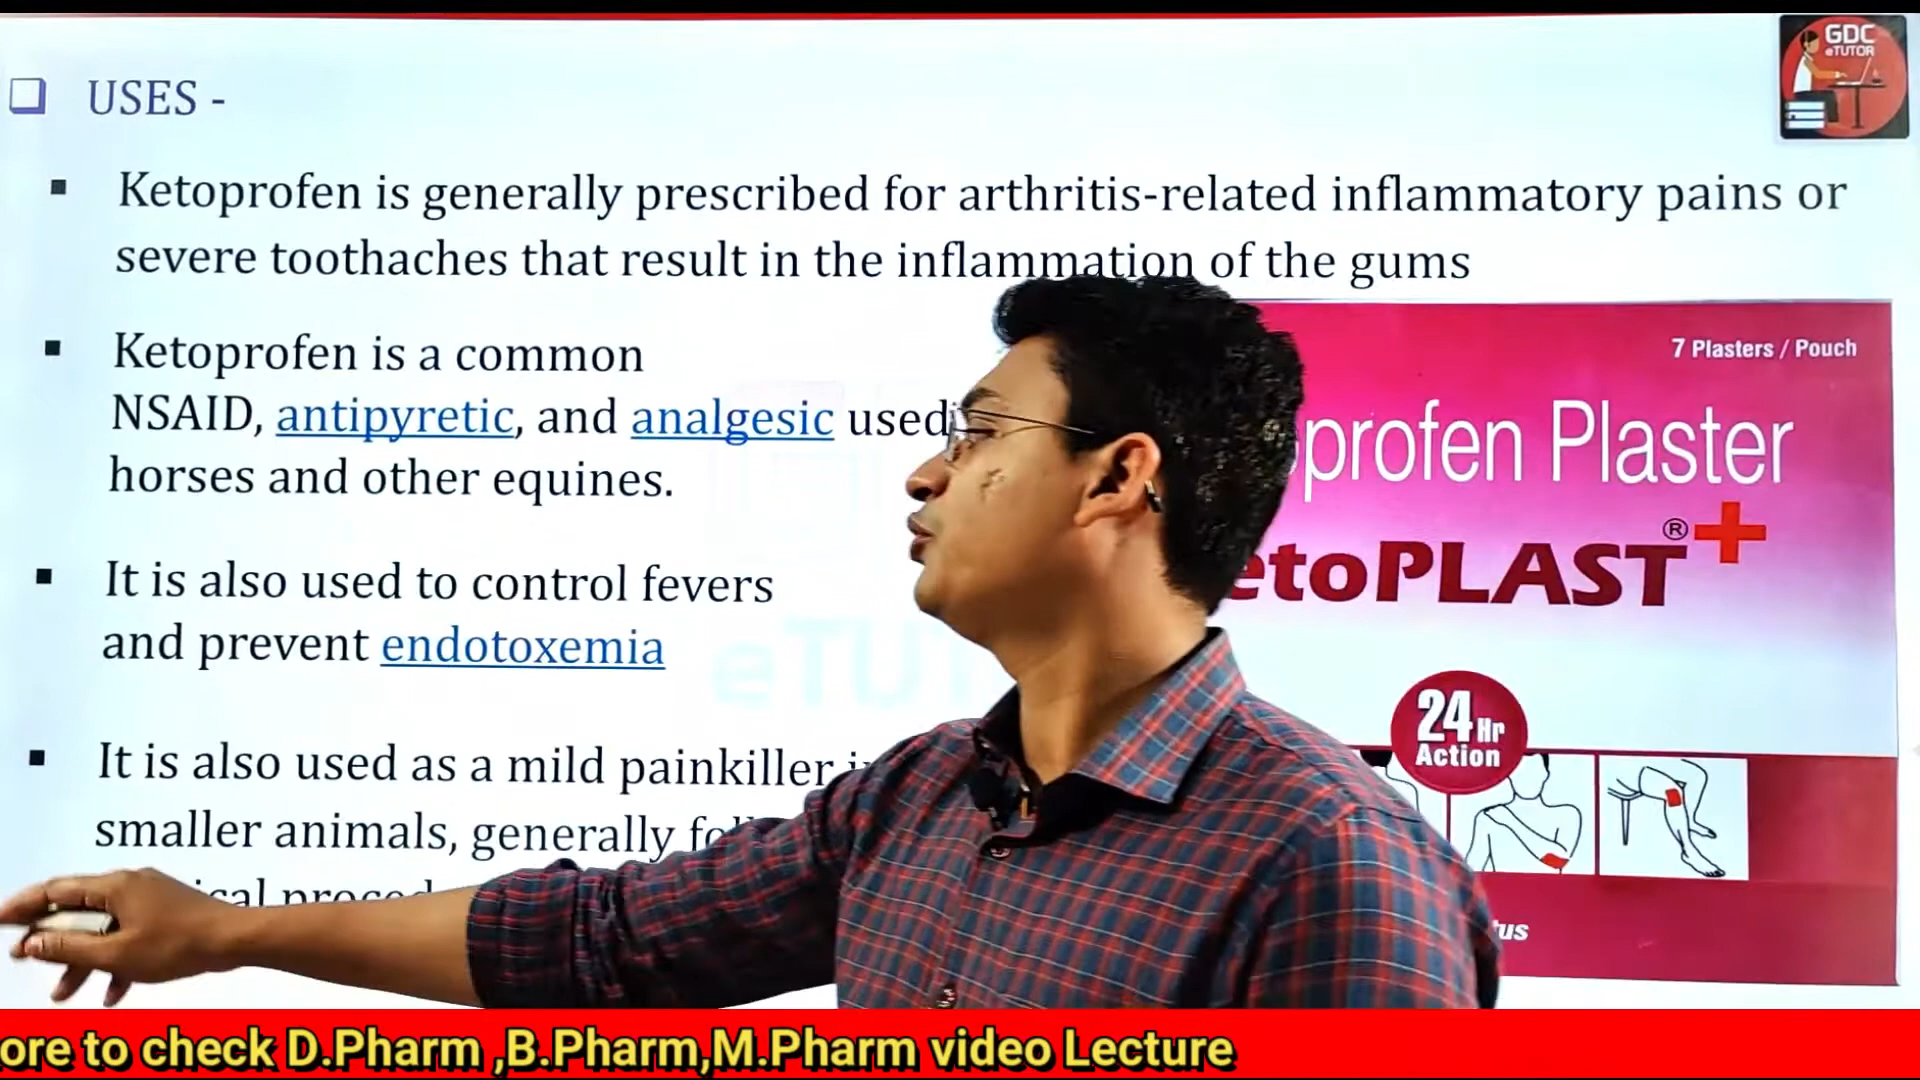 GDC
eTUTOR
USES -
Ketoprofen is generally prescribed for arthritis-related inflammatory pains or
severe toothaches that result in the inflammation of the gums
Ketoprofen is a common
NSAID, antipyretic, and analgesic used
horses and other equines.
It is also used to control fevers
and prevent endotoxemia
It is also used as a mild painkiller
smaller animals, generally
7 Plasters / Pouch
profen Plaster
etoPLAST®
24 Hr
Action
eTUT
ore to check D.Pharm ,B.Pharm,M.Pharm video Lecture